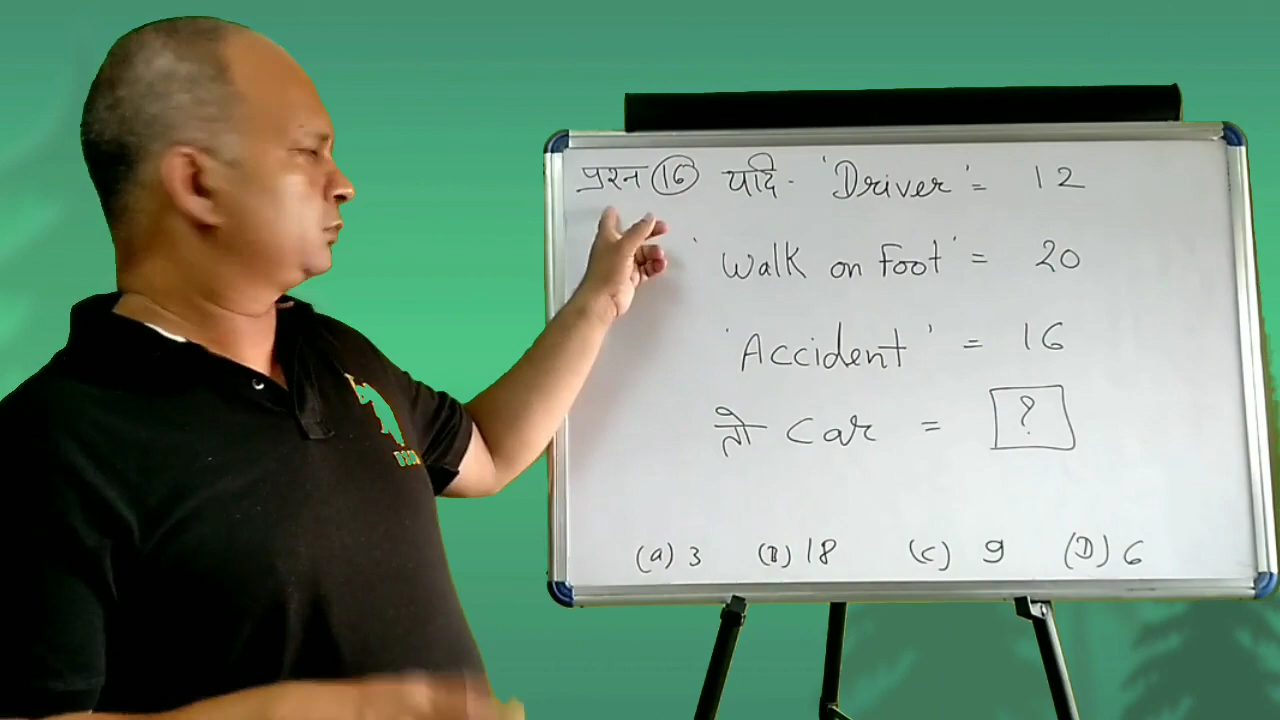 प्रश्न 16 यदि - 'Driver' = 12
'Walk on Foot' = 20
'Accident' = 16
तो Car = ?
(a) 3 (B) 18 (c) 9 (D) 6